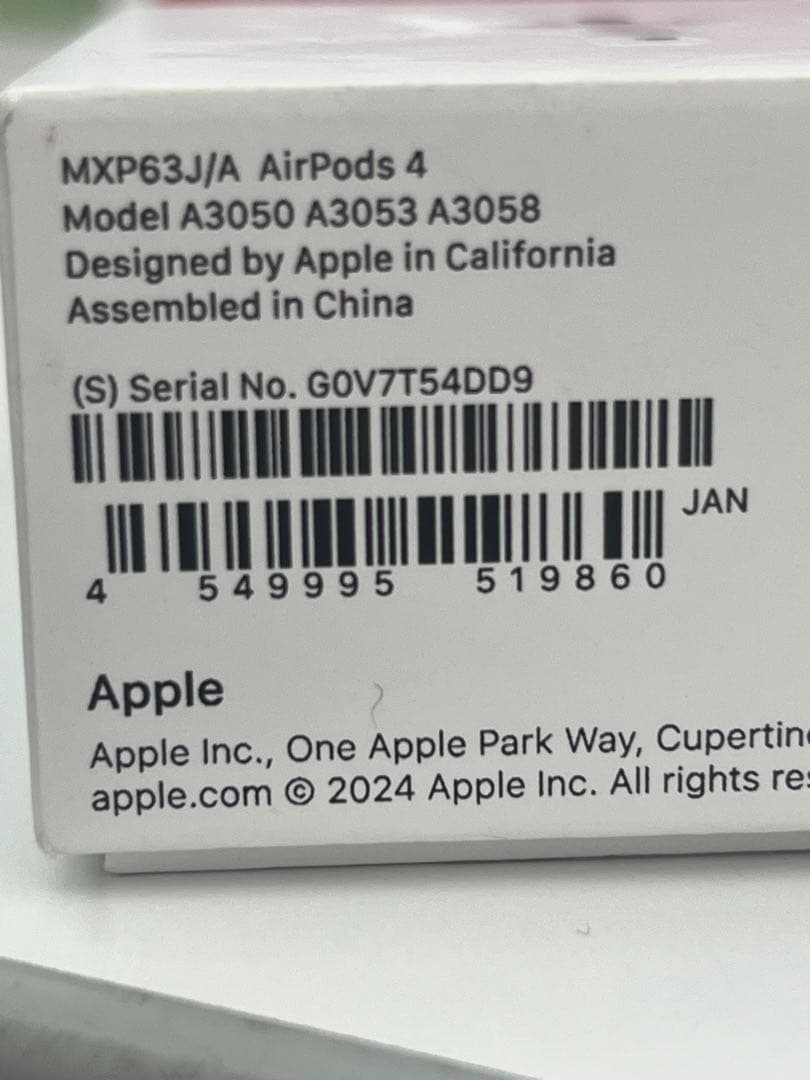 MXP63J/A AirPods 4
Model A3050 A3053 A3058
Designed by Apple in California
Assembled in China
(S) Serial No. G0V7T54DD9
JAN
4 549995 519860
Apple
Apple Inc., One Apple Park Way,
apple.com © 2024 Apple Inc. All rights